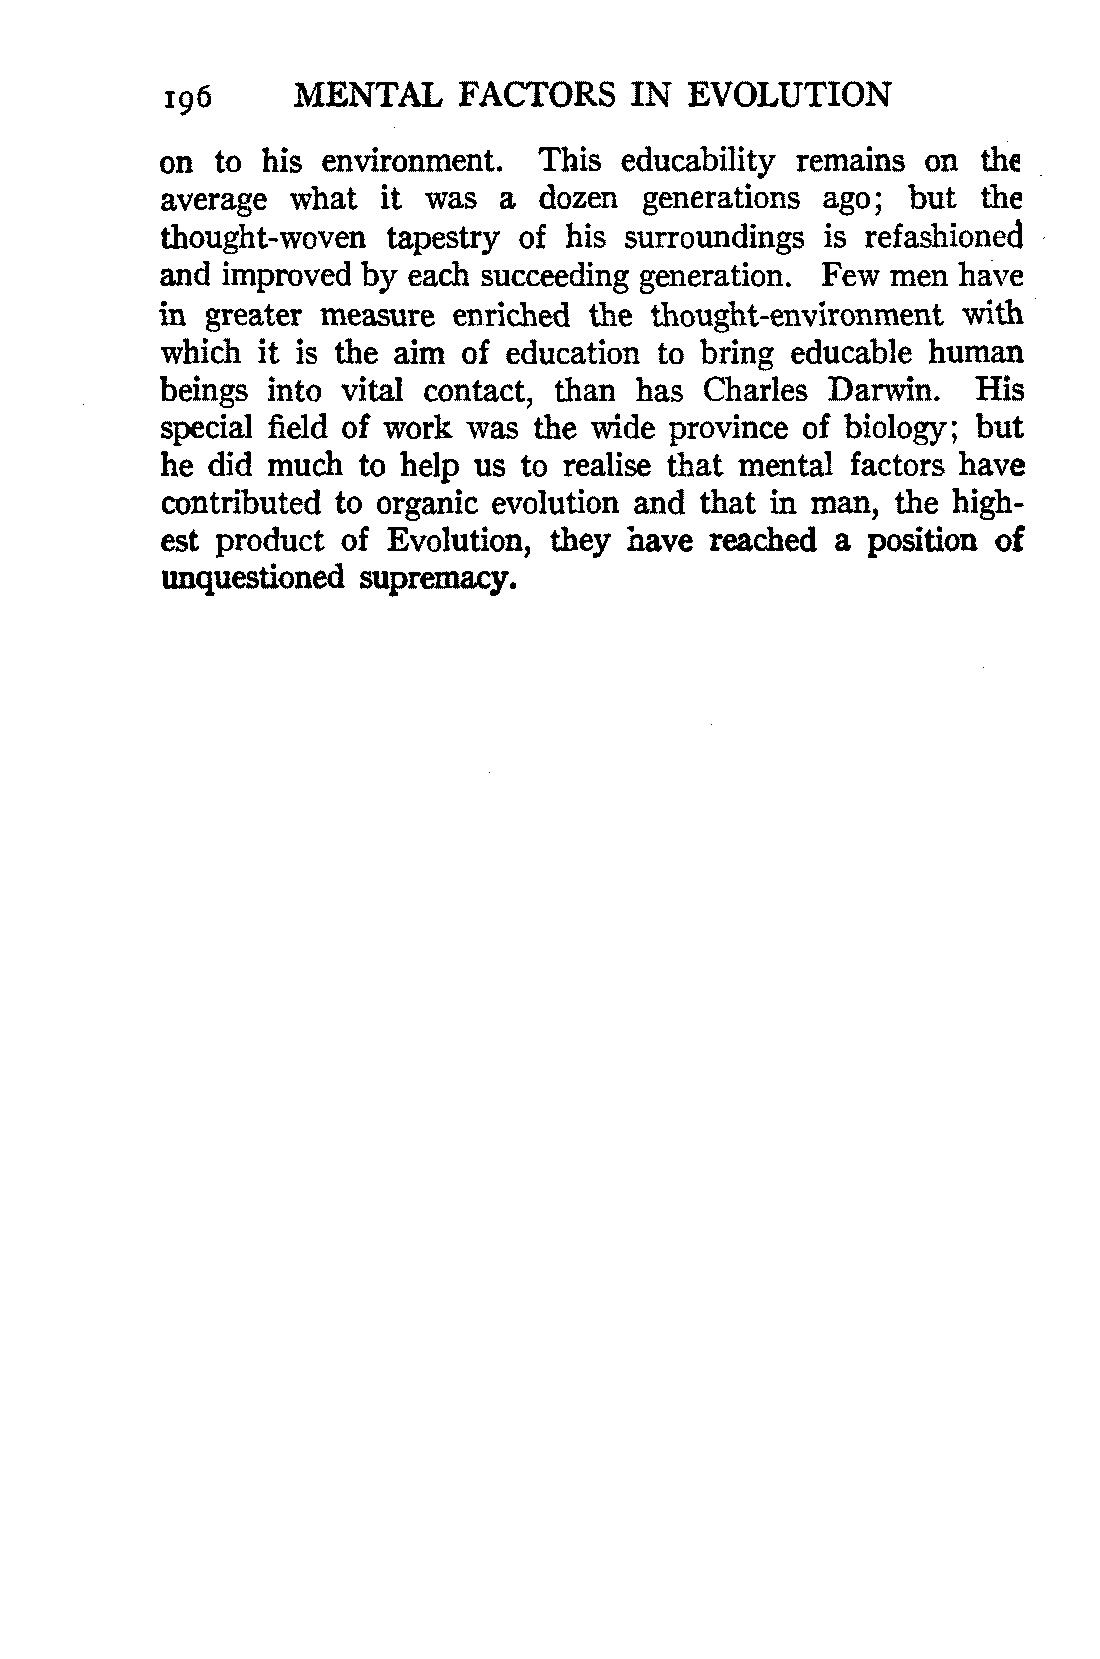 196 MENTAL FACTORS IN EVOLUTION
on to his environment. This educability remains on the
average what it was a dozen generations ago; but the
thought-woven tapestry of his surroundings is refashioned
and improved by each succeeding generation. Few men have
in greater measure enriched the thought-environment with
which it is the aim of education to bring educable human
beings into vital contact, than has Charles Darwin. His
special field of work was the wide province of biology; but
he did much to help us to realise that mental factors have
contributed to organic evolution and that in man, the high-
est product of Evolution, they have reached a position of
unquestioned supremacy.